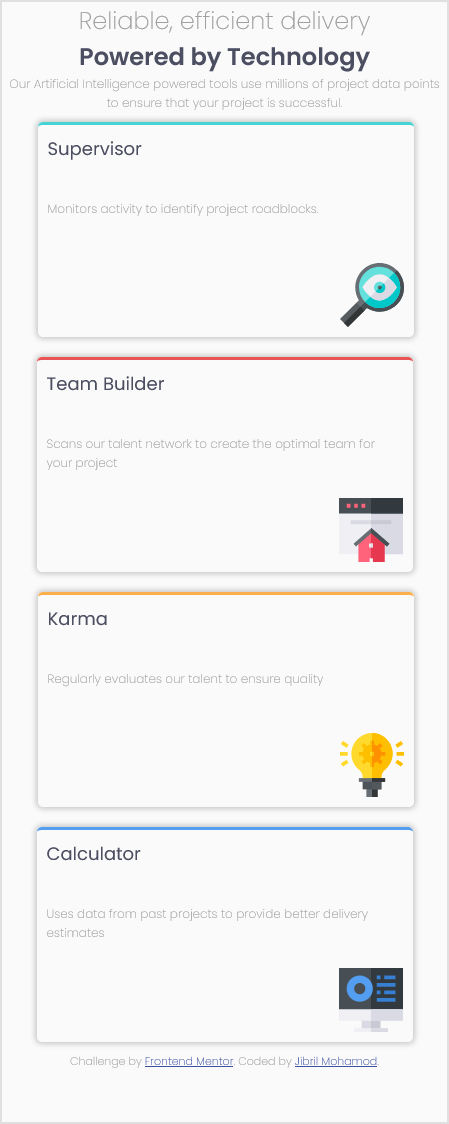 Reliable, efficient delivery
Powered by Technology
Our Artificial Intelligence powered tools use millions of project data points
to ensure that your project is successful.
Supervisor
Monitors activity to identify project roadblocks.
Team Builder
Scans our talent network to create the optimal team for
your project
Karma
Regularly evaluates our talent to ensure quality
Calculator
Uses data from past projects to provide better delivery
estimates
Challenge by Frontend Mentor. Coded by Jibril Mohamod.